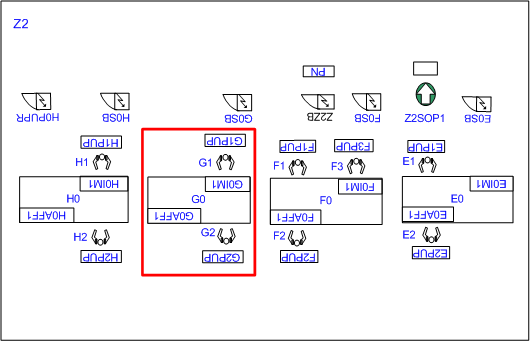 Z2
PN
H0PUPR
H0SB
G0SB
Z2ZB
F0SB
Z2SOP1
E0SB
H1PUP
G1PUP
F1PUP
F3PUP
E1PUP
H1
G1
F1
F3
E1
H0IM1
G0IM1
F0IM1
E0IM1
H0
G0
F0
E0
H0AFF1
G0AFF1
F0AFF1
E0AFF1
H2
G2
F2
E2
H2PUP
G2PUP
F2PUP
E2PUP